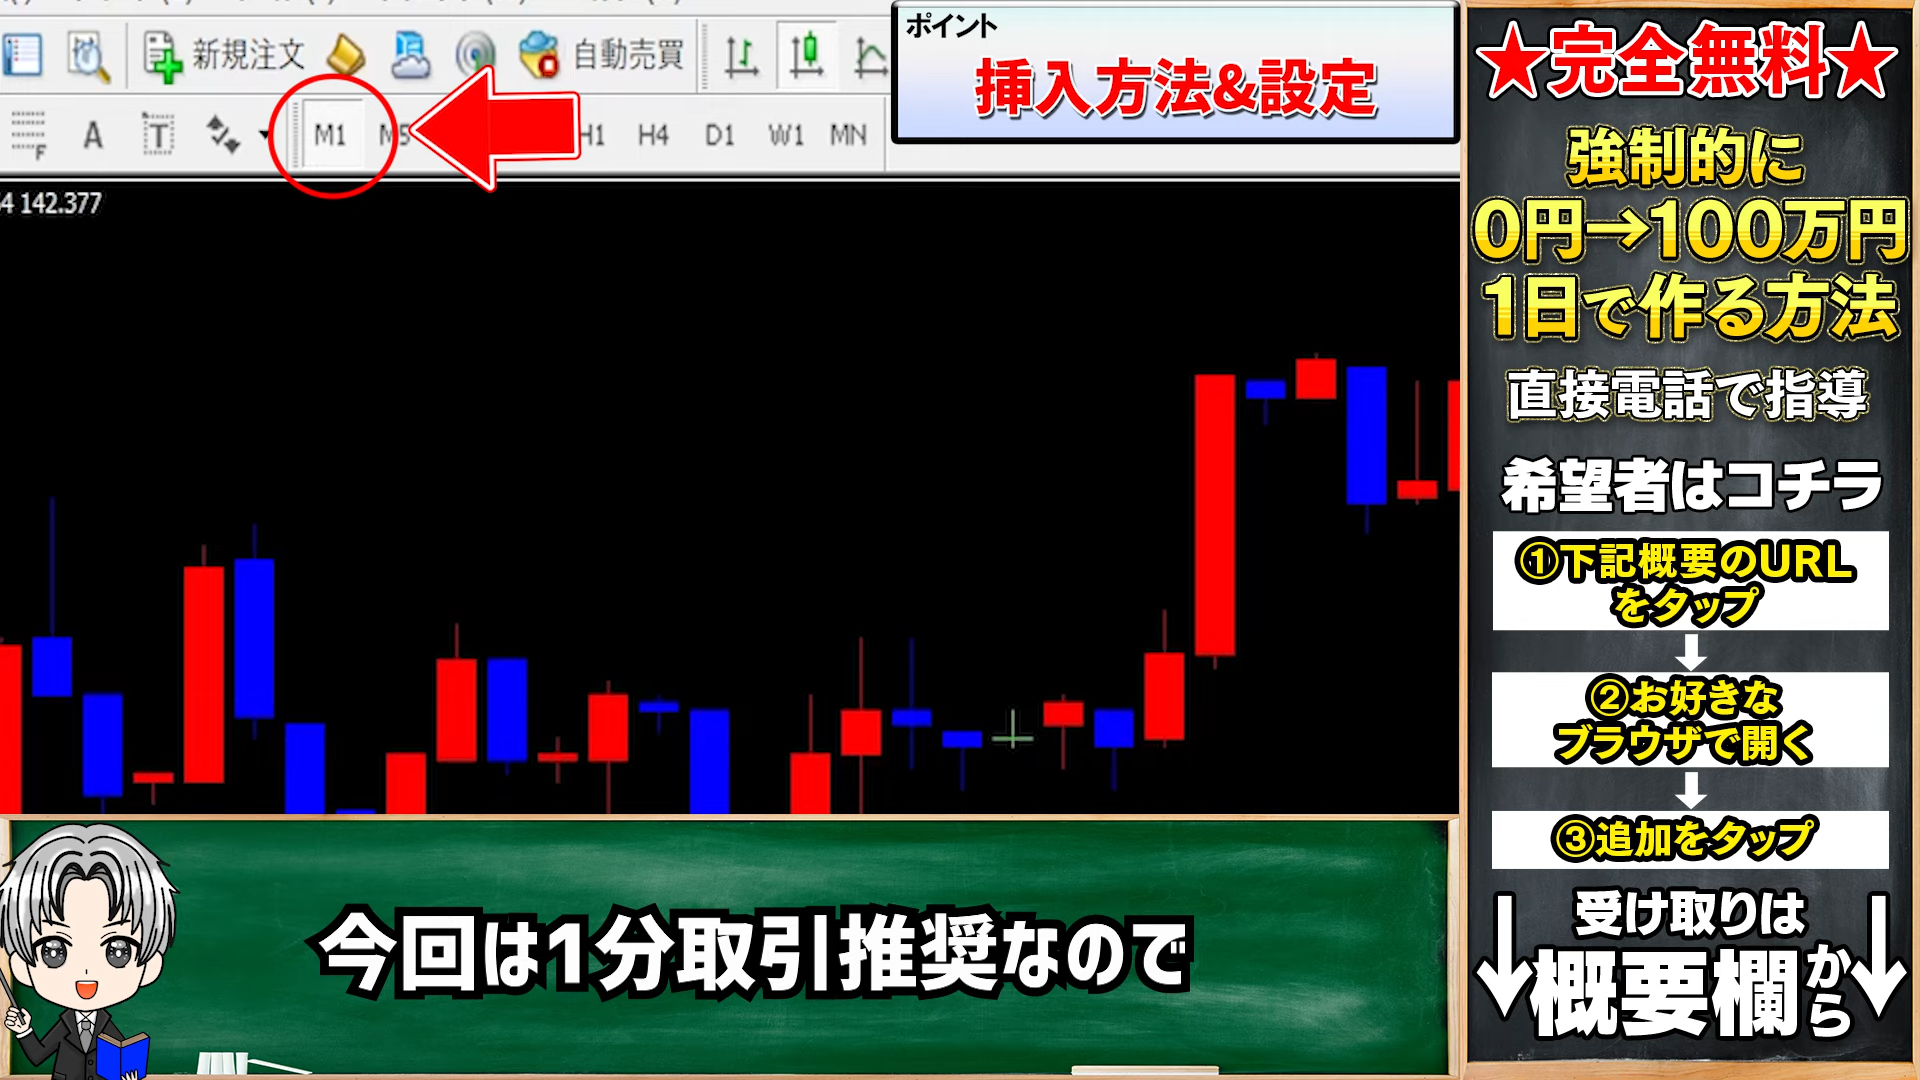 新規注文
自動売買
A
T
F
M1
M5
H1
H4
D1
W1
MN
4 142.377
ポイント
挿入方法&設定
今回は1分取引推奨なので
★完全無料★
強制的に
0円→100万円
1日で作る方法
直接電話で指導
希望者はコチラ
①下記概要のURL
をタップ
②お好きな
ブラウザで開く
③追加をタップ
受け取りは
概要欄から